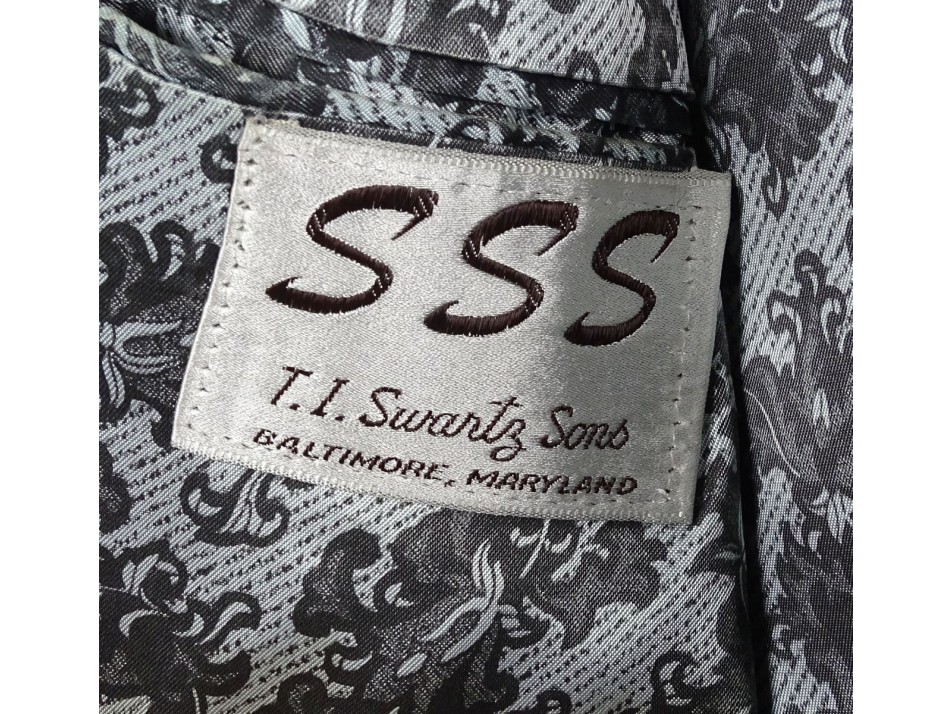 SSS
T. I. Swartz Sons
BALTIMORE, MARYLAND